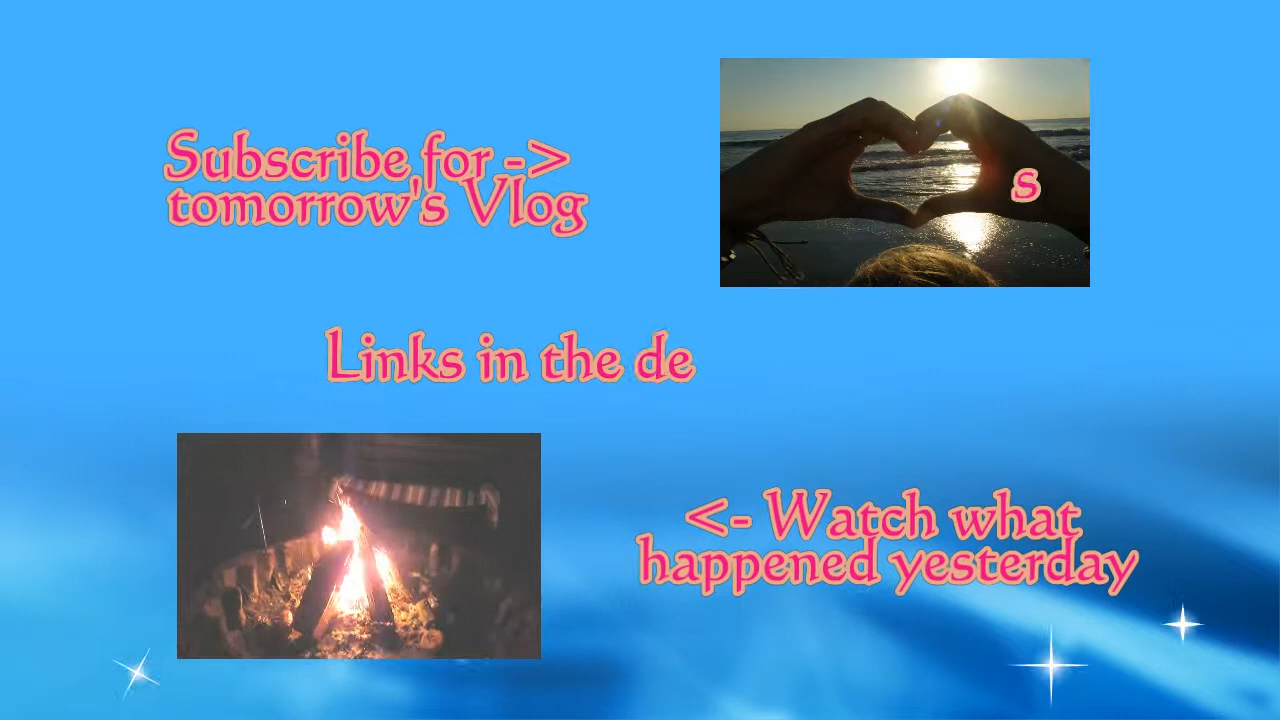 Subscribe for ->
tomorrow's Vlog
s
Links in the de
<- Watch what
happened yesterday